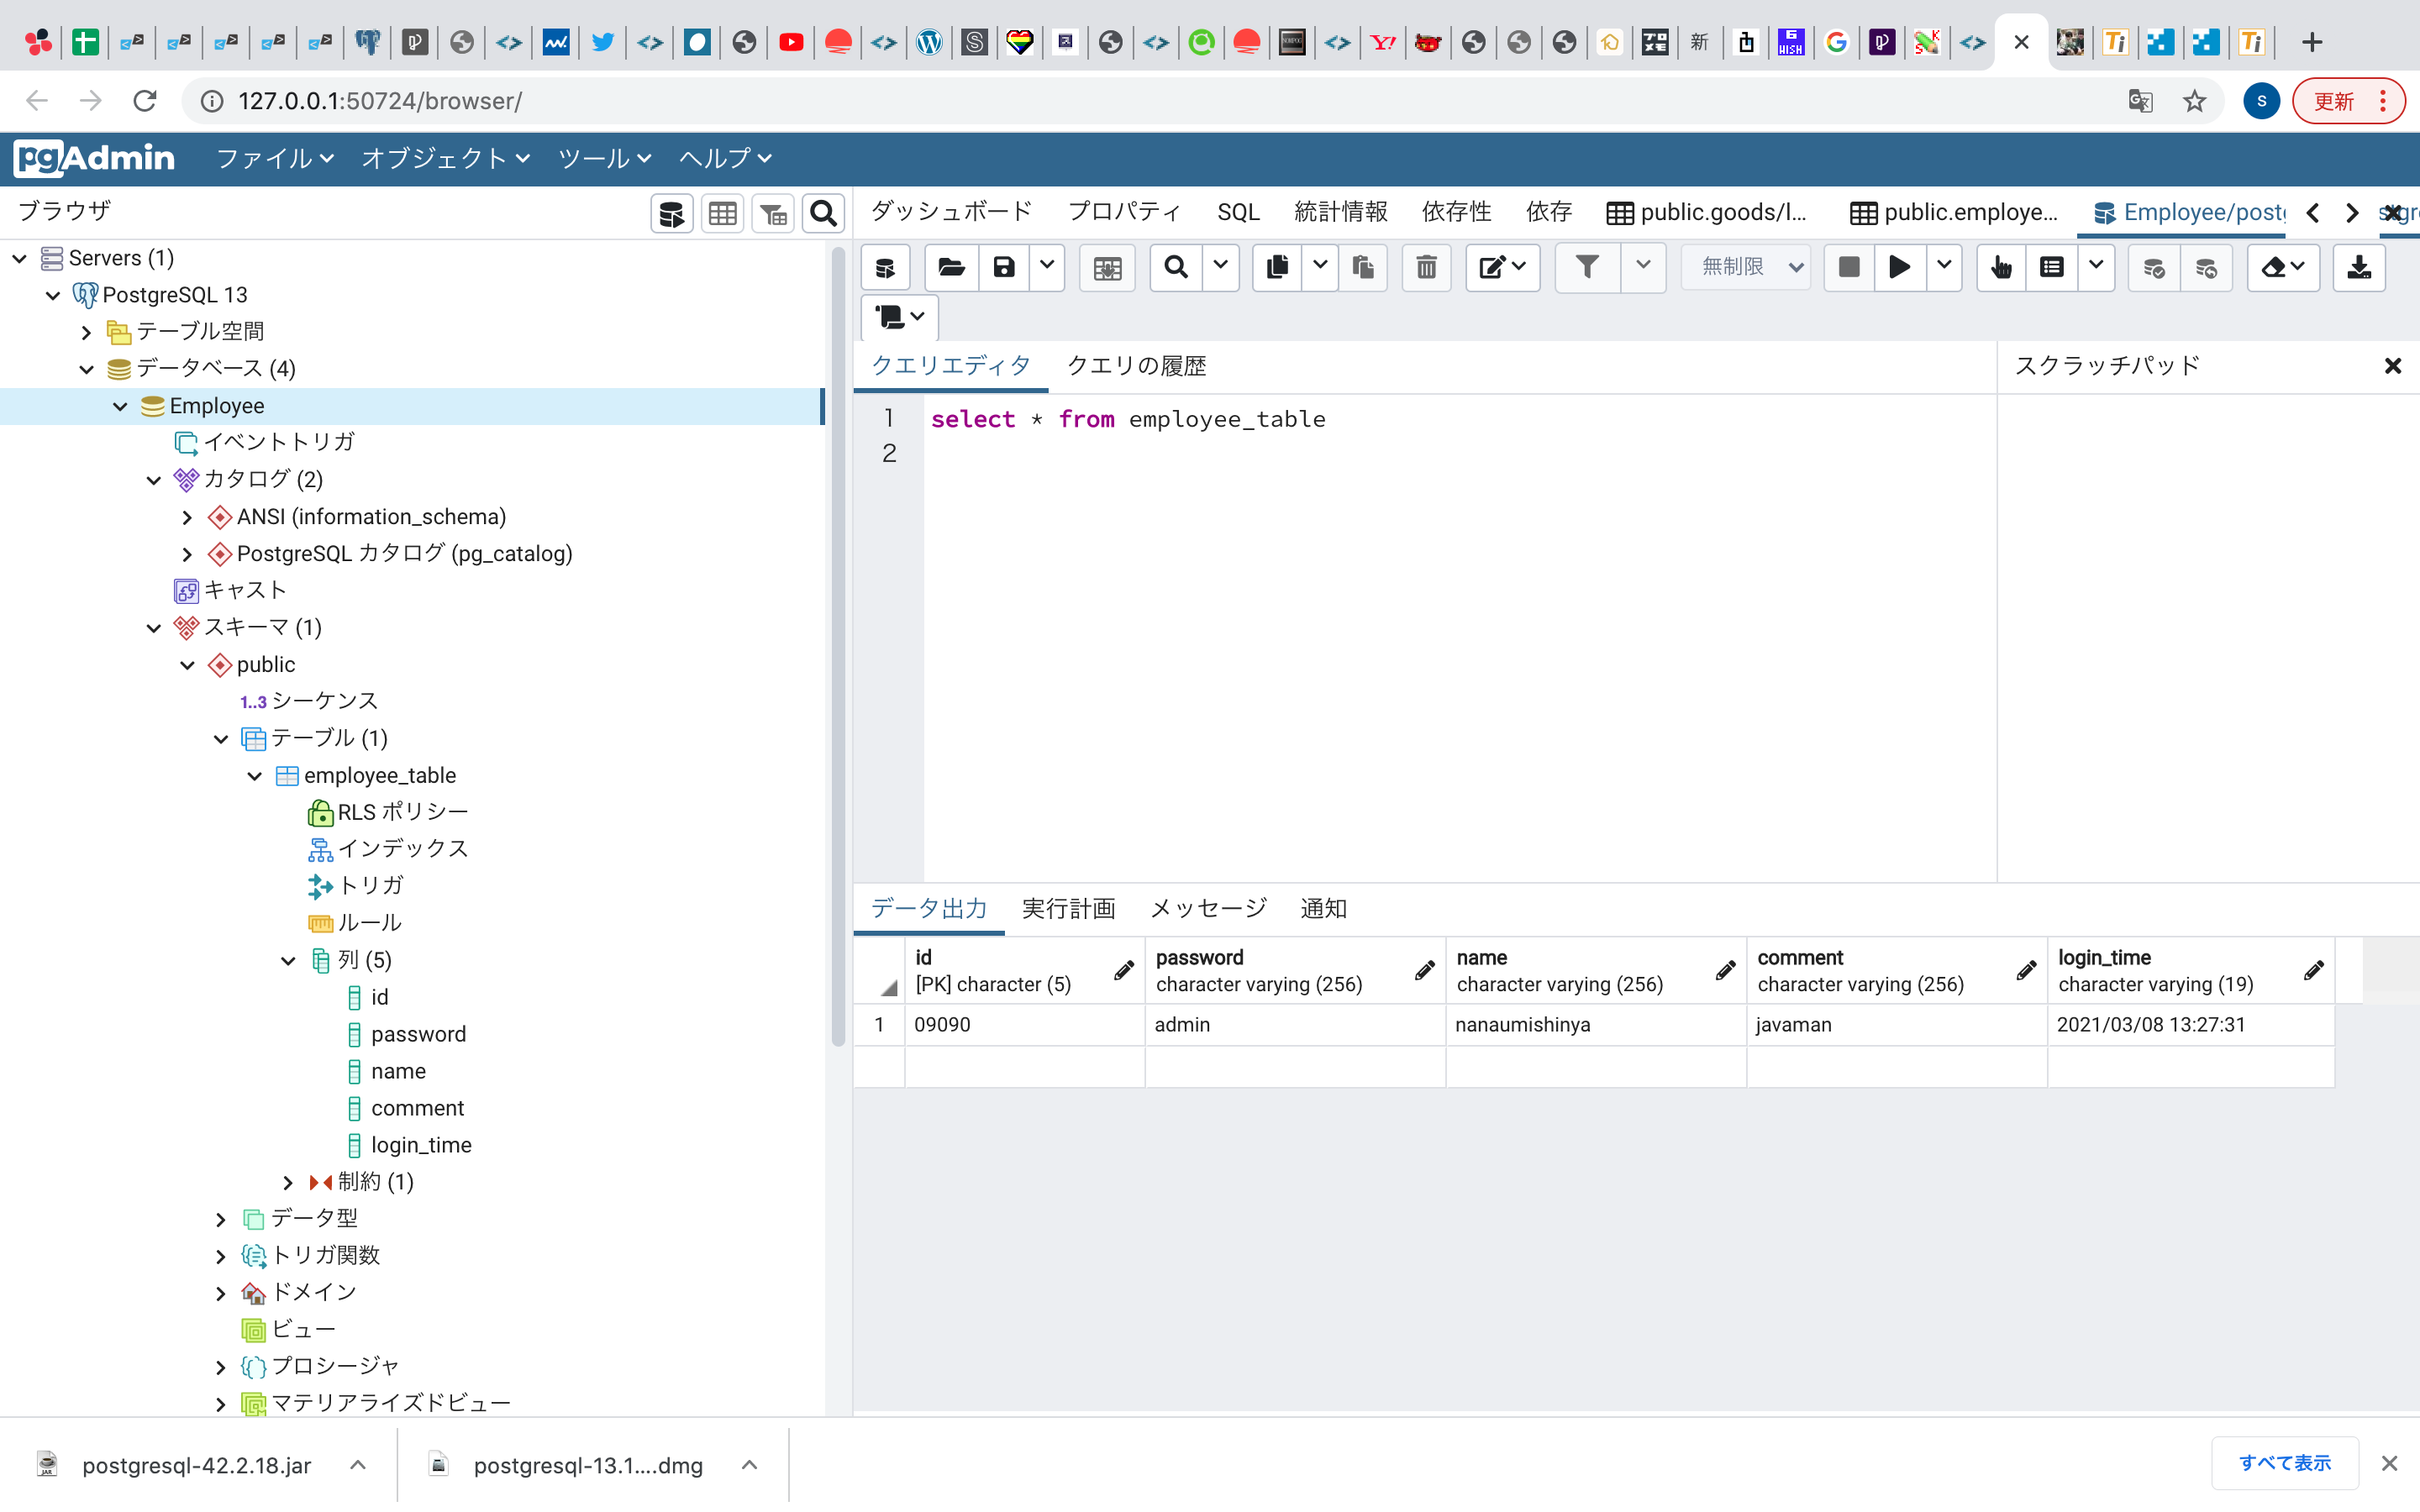 127.0.0.1:50724/browser/
S
更新
pgAdmin
ファイル
オブジェクト
ツール
ヘルプ
ブラウザ
ダッシュボード
プロパティ
SQL
統計情報
依存性
依存
public.goods/l...
public.employe...
Employee/post
無制限
Servers (1)
PostgreSQL 13
テーブル空間
データベース (4)
Employee
イベントトリガ
カタログ (2)
ANSI (information_schema)
PostgreSQL カタログ (pg_catalog)
キャスト
スキーマ (1)
public
1..3 シーケンス
テーブル (1)
employee_table
RLS ポリシー
インデックス
トリガ
ルール
列 (5)
id
password
name
comment
login_time
制約 (1)
データ型
トリガ関数
ドメイン
ビュー
プロシージャ
マテリアライズドビュー
クエリエディタ
クエリの履歴
スクラッチパッド
1 select * from employee_table
2
データ出力
実行計画
メッセージ
通知
id
[PK] character (5)
password
character varying (256)
name
character varying (256)
comment
character varying (256)
login_time
character varying (19)
1 09090 admin nanaumishinya javaman 2021/03/08 13:27:31
postgresql-42.2.18.jar
postgresql-13.1....dmg
すべて表示